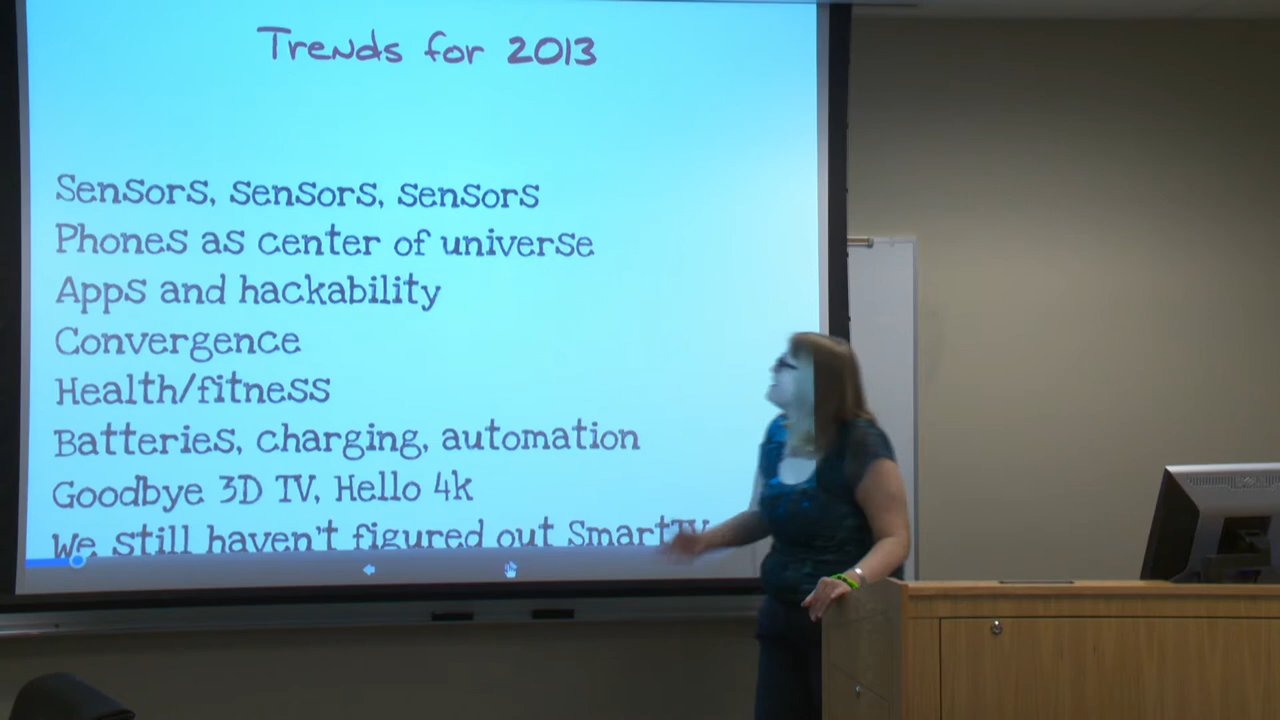 Trends for 2013
Sensors, sensors, sensors
Phones as center of universe
Apps and hackability
Convergence
Health/fitness
Batteries, charging, automation
Goodbye 3D TV, Hello 4k
We still haven't figured out SmartTV